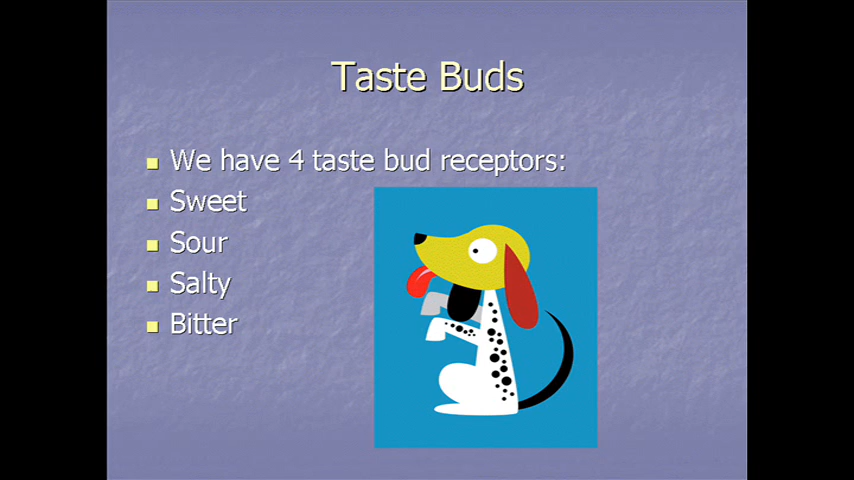 Taste Buds
We have 4 taste bud receptors:
Sweet
Sour
Salty
Bitter